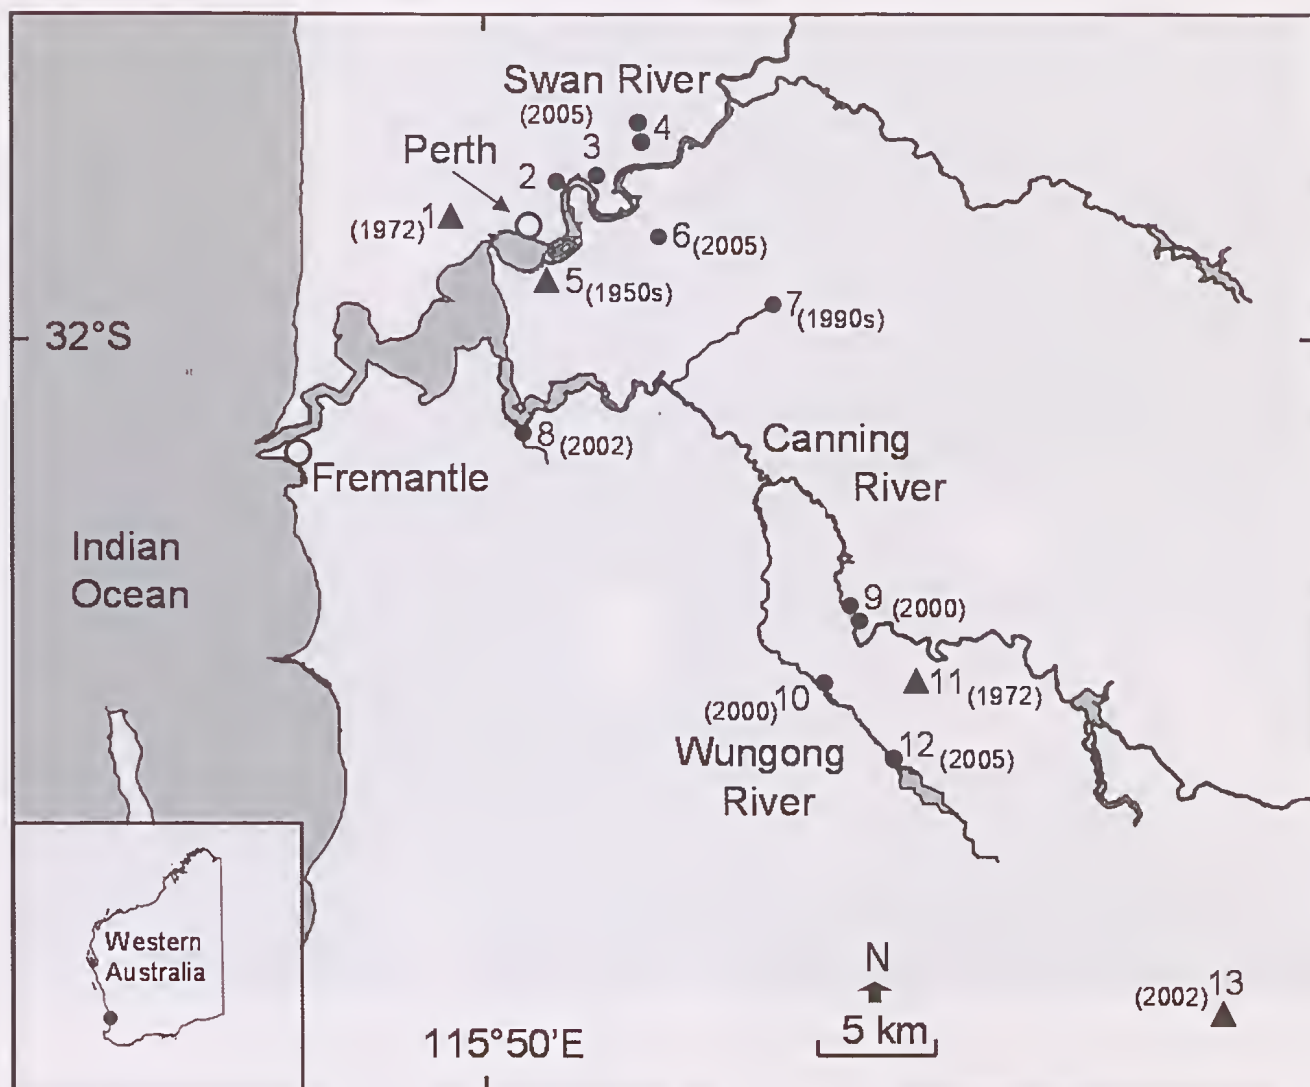 Swan River
(2005)
4
Perth
3
2
(1972) 1
6 (2005)
5 (1950s)
7 (1990s)
32°S
8 (2002)
Canning
River
Fremantle
Indian
Ocean
9 (2000)
11 (1972)
(2000) 10
Wungong
River
12 (2005)
Western
Australia
N
5 km
(2002) 13
115°50'E